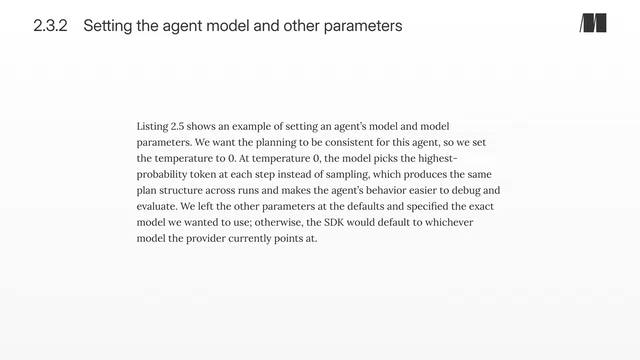 2.3.2 Setting the agent model and other parameters
Listing 2.5 shows an example of setting an agent's model and model
parameters. We want the planning to be consistent for this agent, so we set
the temperature to 0. At temperature 0, the model picks the highest-
probability token at each step instead of sampling, which produces the same
plan structure across runs and makes the agent's behavior easier to debug and
evaluate. We left the other parameters at the defaults and specified the exact
model we wanted to use; otherwise, the SDK would default to whichever
model the provider currently points at.